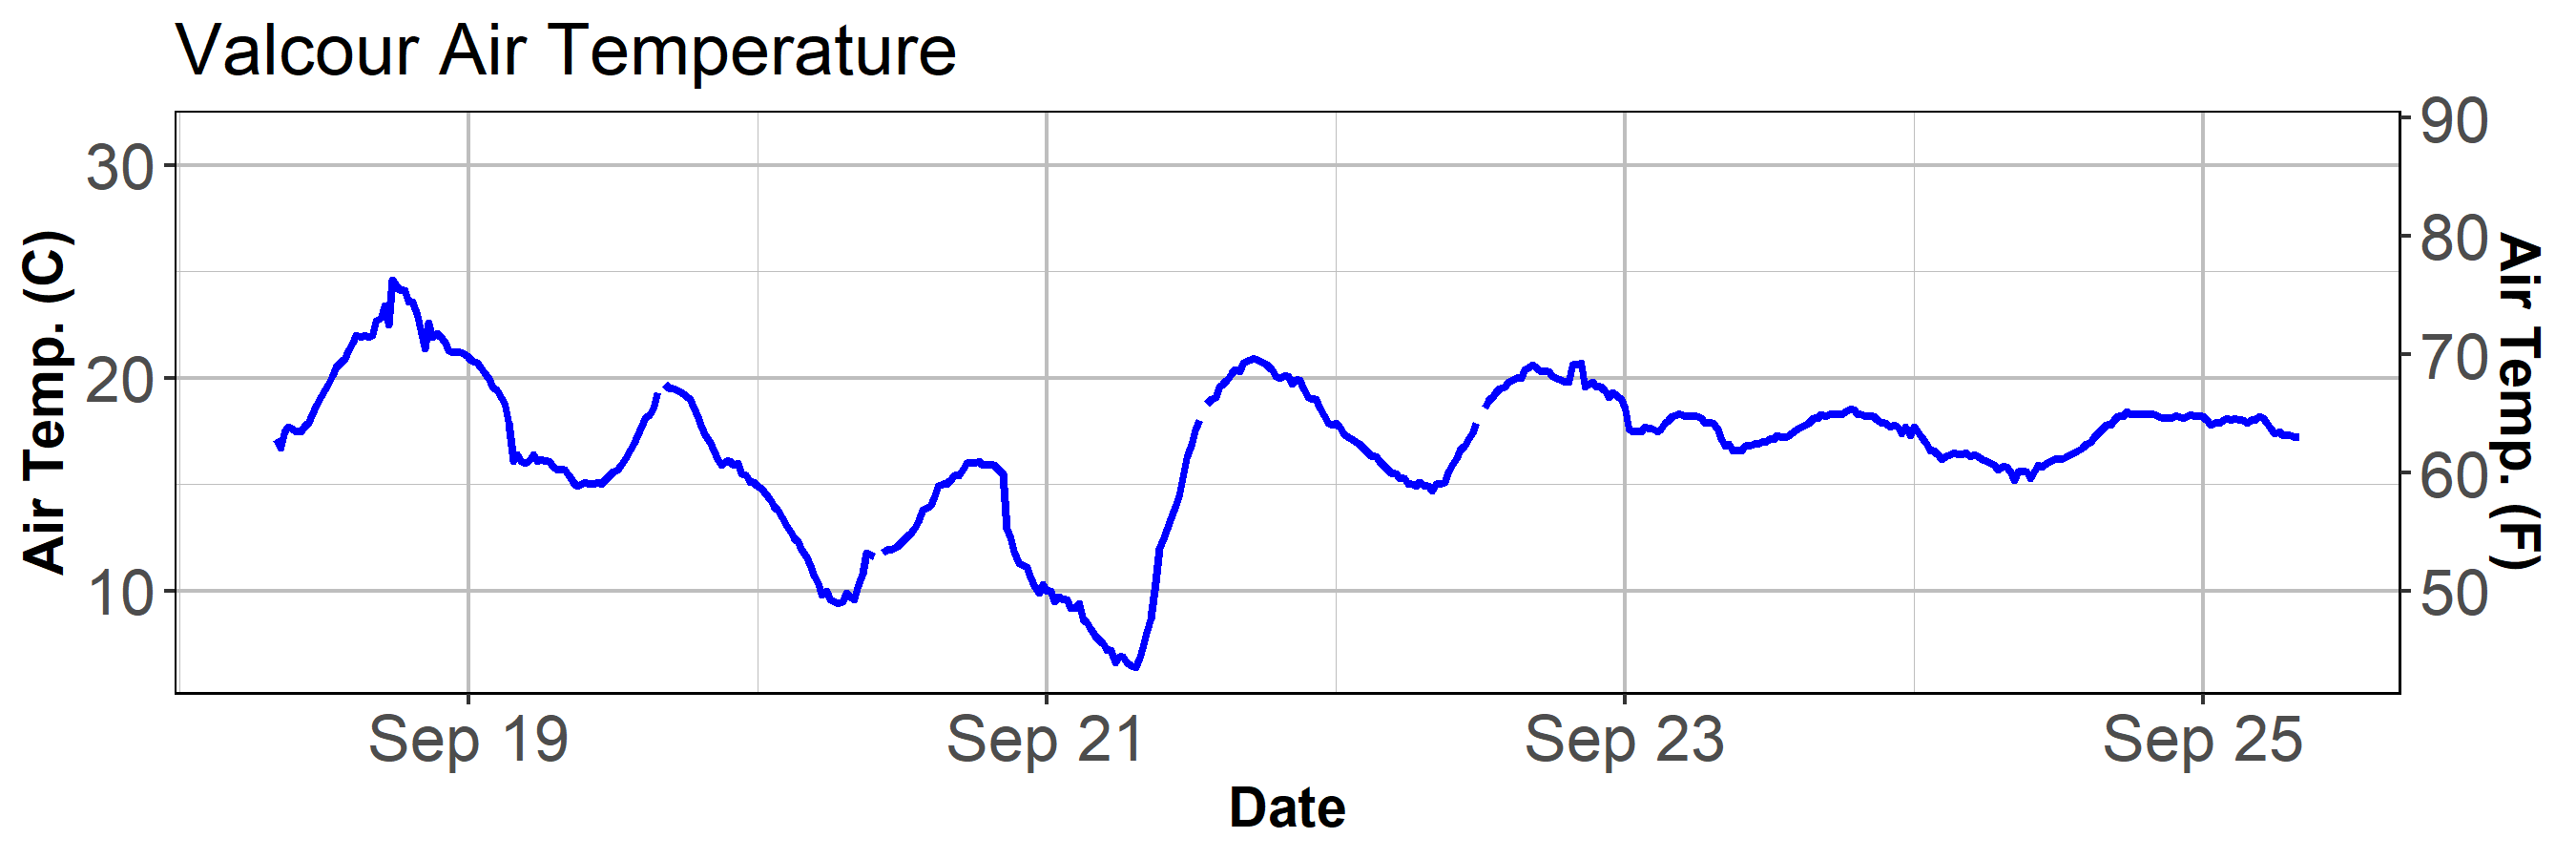 Valcour Air Temperature
Air Temp. (C)
30
20
10
90
80
70
60
50
Air Temp. (F)
Sep 19
Sep 21
Sep 23
Sep 25
Date